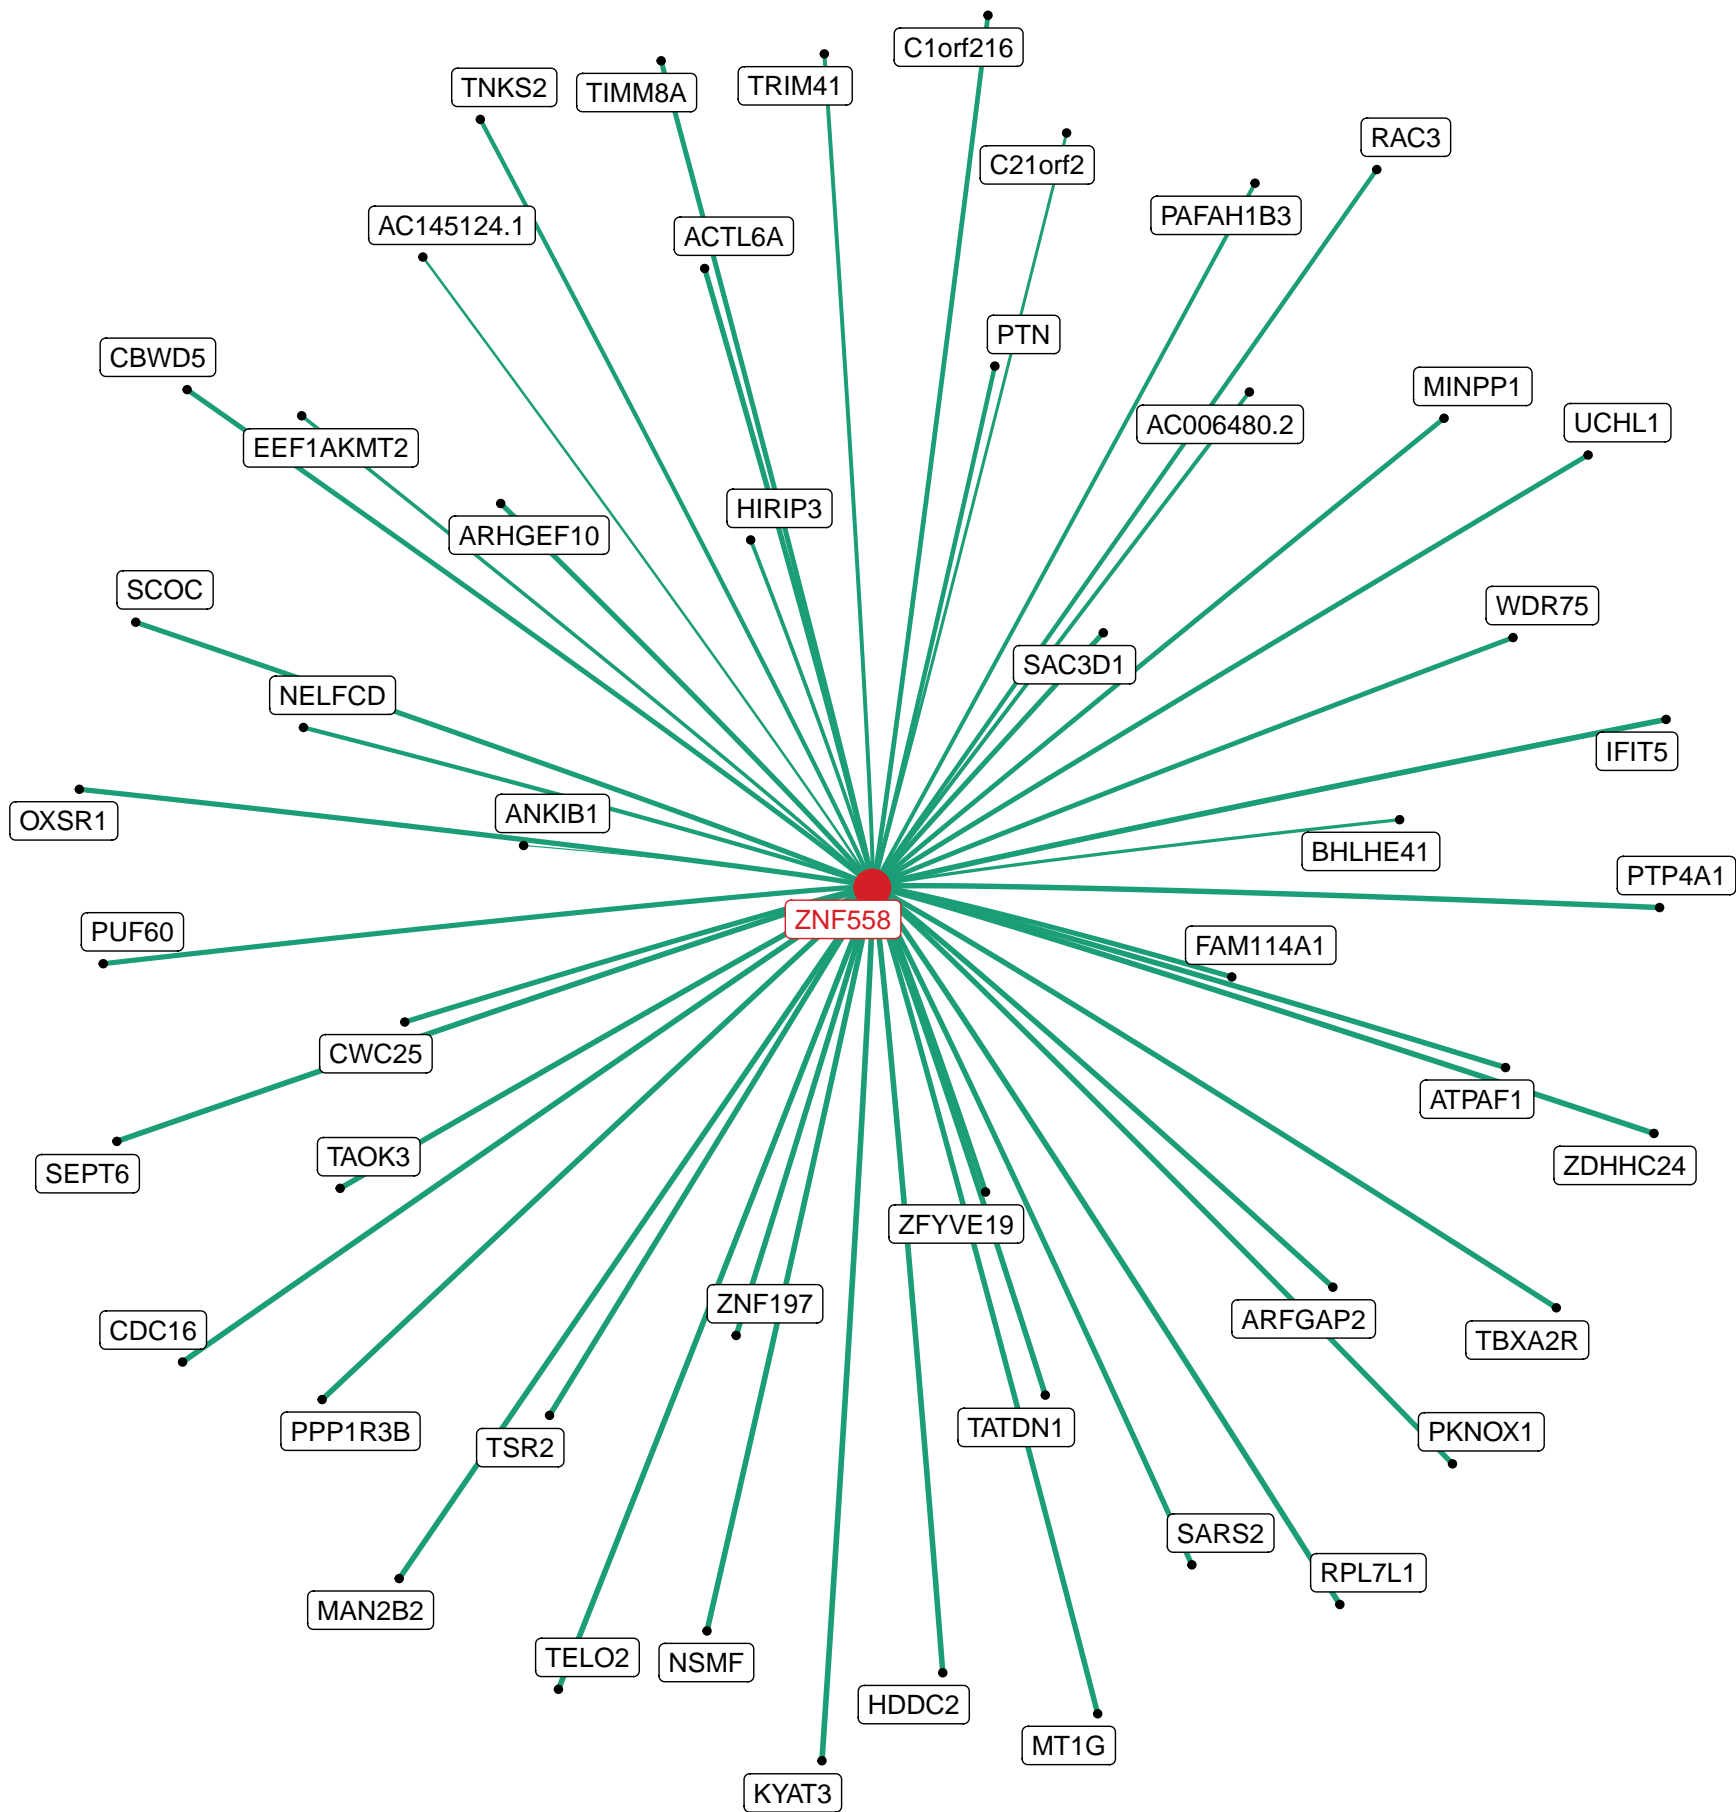 C1orf216
TNKS2
TIMM8A
TRIM41
RAC3
C21orf2
PAFAH1B3
AC145124.1
ACTL6A
PTN
CBWD5
MINPP1
UCHL1
AC006480.2
EEF1AKMT2
HIRIP3
ARHGEF10
SCOC
WDR75
SAC3D1
NELFCD
IFIT5
ANKIB1
OXSR1
BHLHE41
PTP4A1
ZNF558
PUF60
FAM114A1
CWC25
ATPAF1
TAOK3
ZDHHC24
SEPT6
ZFYVE19
ZNF197
ARFGAP2
CDC16
TBXA2R
PPP1R3B
TATDN1
PKNOX1
TSR2
SARS2
RPL7L1
MAN2B2
TELO2
NSMF
HDDC2
MT1G
KYAT3